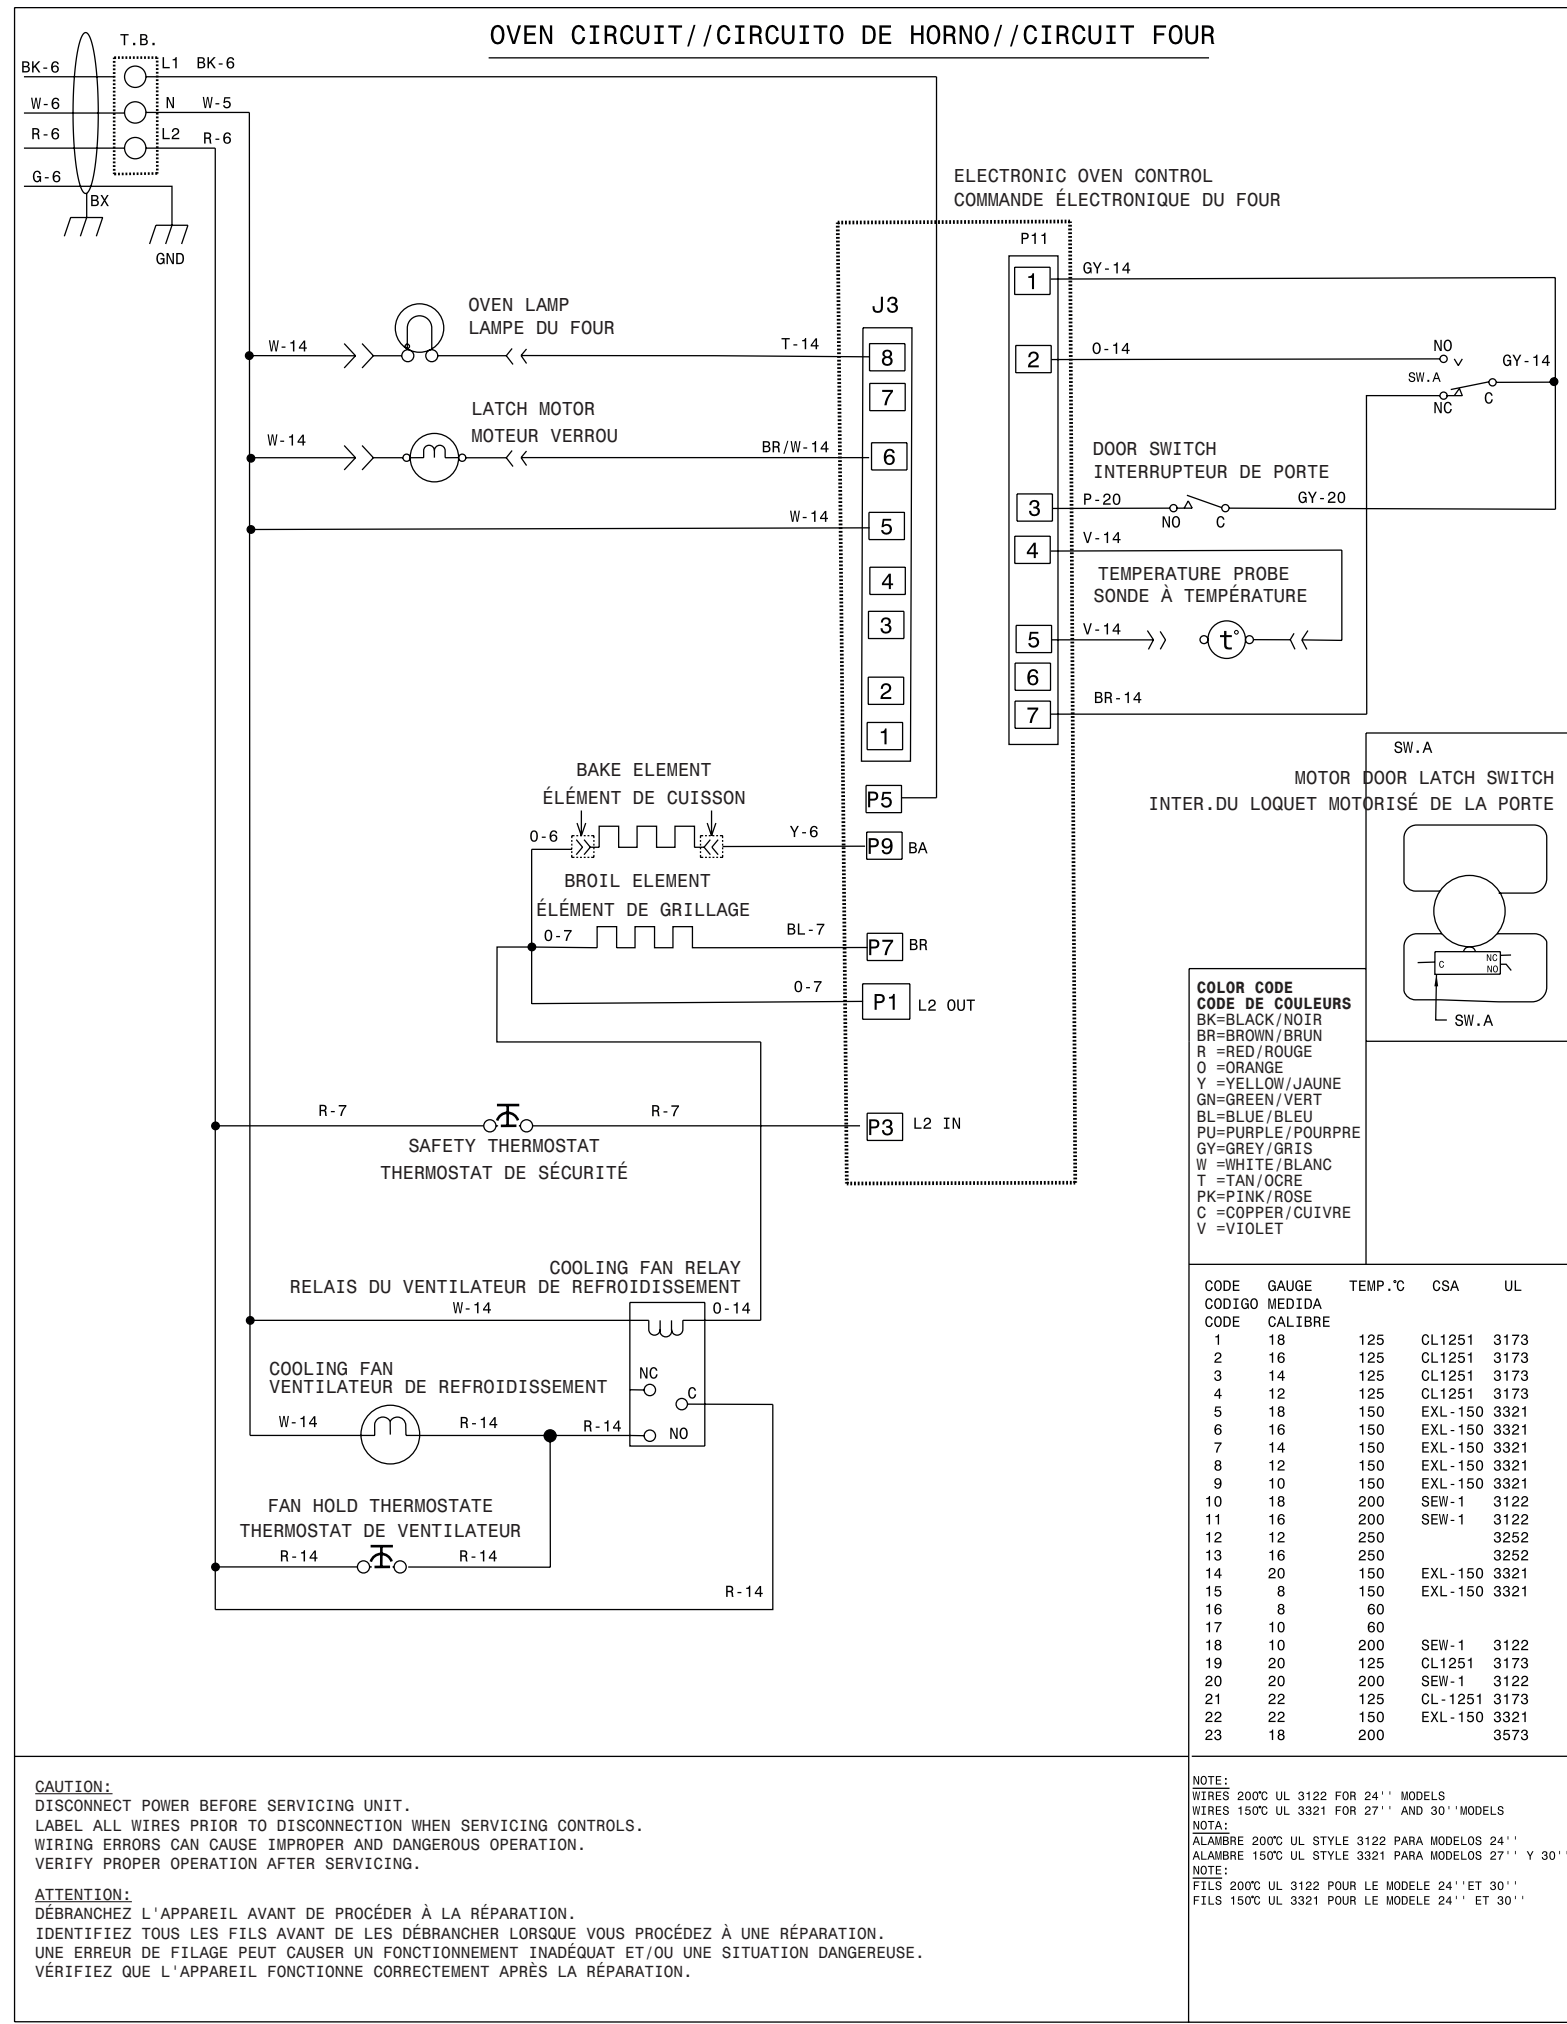 OVEN CIRCUIT//CIRCUITO DE HORNO//CIRCUIT FOUR
T.B.
BK-6 L1 BK-6
W-6 N W-5
R-6 L2 R-6
G-6
BX
GND
ELECTRONIC OVEN CONTROL
COMMANDE ÉLECTRONIQUE DU FOUR
P11
1 GY-14
J3
OVEN LAMP
LAMPE DU FOUR
W-14 T-14 8
7
2 O-14 NO
GY-14
SW.A
NC C
LATCH MOTOR
MOTEUR VERROU
W-14 BR/W-14 6
DOOR SWITCH
INTERRUPTEUR DE PORTE
3 P-20 GY-20
NO C
W-14 5
4 V-14
TEMPERATURE PROBE
SONDE À TEMPÉRATURE
4
3
5 V-14 t°
6
2
7 BR-14
1
SW.A
MOTOR DOOR LATCH SWITCH
INTER.DU LOQUET MOTORISÉ DE LA PORTE
C NC
NO
SW.A
BAKE ELEMENT
ÉLÉMENT DE CUISSON
P5
O-6 Y-6 P9 BA
BROIL ELEMENT
ÉLÉMENT DE GRILLAGE
O-7 BL-7 P7 BR
O-7 P1 L2 OUT
R-7 R-7 P3 L2 IN
SAFETY THERMOSTAT
THERMOSTAT DE SÉCURITÉ
COLOR CODE
CODE DE COULEURS
BK=BLACK/NOIR
BR=BROWN/BRUN
R =RED/ROUGE
O =ORANGE
Y =YELLOW/JAUNE
GN=GREEN/VERT
BL=BLUE/BLEU
PU=PURPLE/POURPRE
GY=GREY/GRIS
W =WHITE/BLANC
T =TAN/OCRE
PK=PINK/ROSE
C =COPPER/CUIVRE
V =VIOLET
COOLING FAN RELAY
RELAIS DU VENTILATEUR DE REFROIDISSEMENT
W-14 O-14
COOLING FAN
VENTILATEUR DE REFROIDISSEMENT
NC
C
W-14 R-14 R-14 NO
FAN HOLD THERMOSTATE
THERMOSTAT DE VENTILATEUR
R-14 R-14
R-14
CODE GAUGE TEMP.°C CSA UL
CODIGO MEDIDA
CODE CALIBRE
1 18 125 CL1251 3173
2 16 125 CL1251 3173
3 14 125 CL1251 3173
4 12 125 CL1251 3173
5 18 150 EXL-150 3321
6 16 150 EXL-150 3321
7 14 150 EXL-150 3321
8 12 150 EXL-150 3321
9 10 150 EXL-150 3321
10 18 200 SEW-1 3122
11 16 200 SEW-1 3122
12 12 250 3252
13 16 250 3252
14 20 150 EXL-150 3321
15 8 150 EXL-150 3321
16 8 60
17 10 60
18 10 200 SEW-1 3122
19 20 125 CL1251 3173
20 20 200 SEW-1 3122
21 22 125 CL-1251 3173
22 22 150 EXL-150 3321
23 18 200 3573
CAUTION:
DISCONNECT POWER BEFORE SERVICING UNIT.
LABEL ALL WIRES PRIOR TO DISCONNECTION WHEN SERVICING CONTROLS.
WIRING ERRORS CAN CAUSE IMPROPER AND DANGEROUS OPERATION.
VERIFY PROPER OPERATION AFTER SERVICING.
ATTENTION:
DÉBRANCHEZ L'APPAREIL AVANT DE PROCÉDER À LA RÉPARATION.
IDENTIFIEZ TOUS LES FILS AVANT DE LES DÉBRANCHER LORSQUE VOUS PROCÉDEZ À UNE RÉPARATION.
UNE ERREUR DE FILAGE PEUT CAUSER UN FONCTIONNEMENT INADÉQUAT ET/OU UNE SITUATION DANGEREUSE.
VÉRIFIEZ QUE L'APPAREIL FONCTIONNE CORRECTEMENT APRÈS LA RÉPARATION.
NOTE:
WIRES 200°C UL 3122 FOR 24'' MODELS
WIRES 150°C UL 3321 FOR 27'' AND 30''MODELS
NOTA:
ALAMBRE 200°C UL STYLE 3122 PARA MODELOS 24''
ALAMBRE 150°C UL STYLE 3321 PARA MODELOS 27'' Y 30''
NOTE:
FILS 200°C UL 3122 POUR LE MODELE 24''ET 30''
FILS 150°C UL 3321 POUR LE MODELE 24'' ET 30''